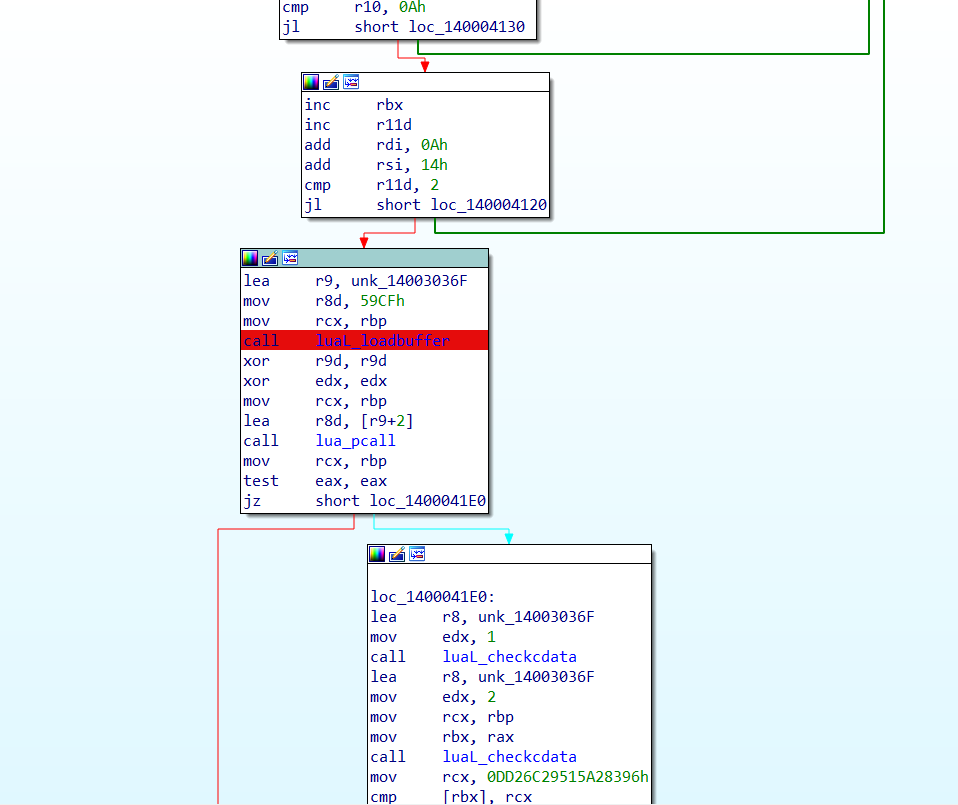 cmp r10, 0Ah
jl short loc_140004130
inc rbx
inc r11d
add rdi, 0Ah
add rsi, 14h
cmp r11d, 2
jl short loc_140004120
lea r9, unk_14003036F
mov r8d, 59CFh
mov rcx, rbp
call luaL_loadbuffer
xor r9d, r9d
xor edx, edx
mov rcx, rbp
lea r8d, [r9+2]
call lua_pcall
mov rcx, rbp
test eax, eax
jz short loc_1400041E0
loc_1400041E0:
lea r8, unk_14003036F
mov edx, 1
call luaL_checkcdata
lea r8, unk_14003036F
mov edx, 2
mov rcx, rbp
mov rbx, rax
call luaL_checkcdata
mov rcx, 0DD26C29515A28396h
cmp [rbx], rcx